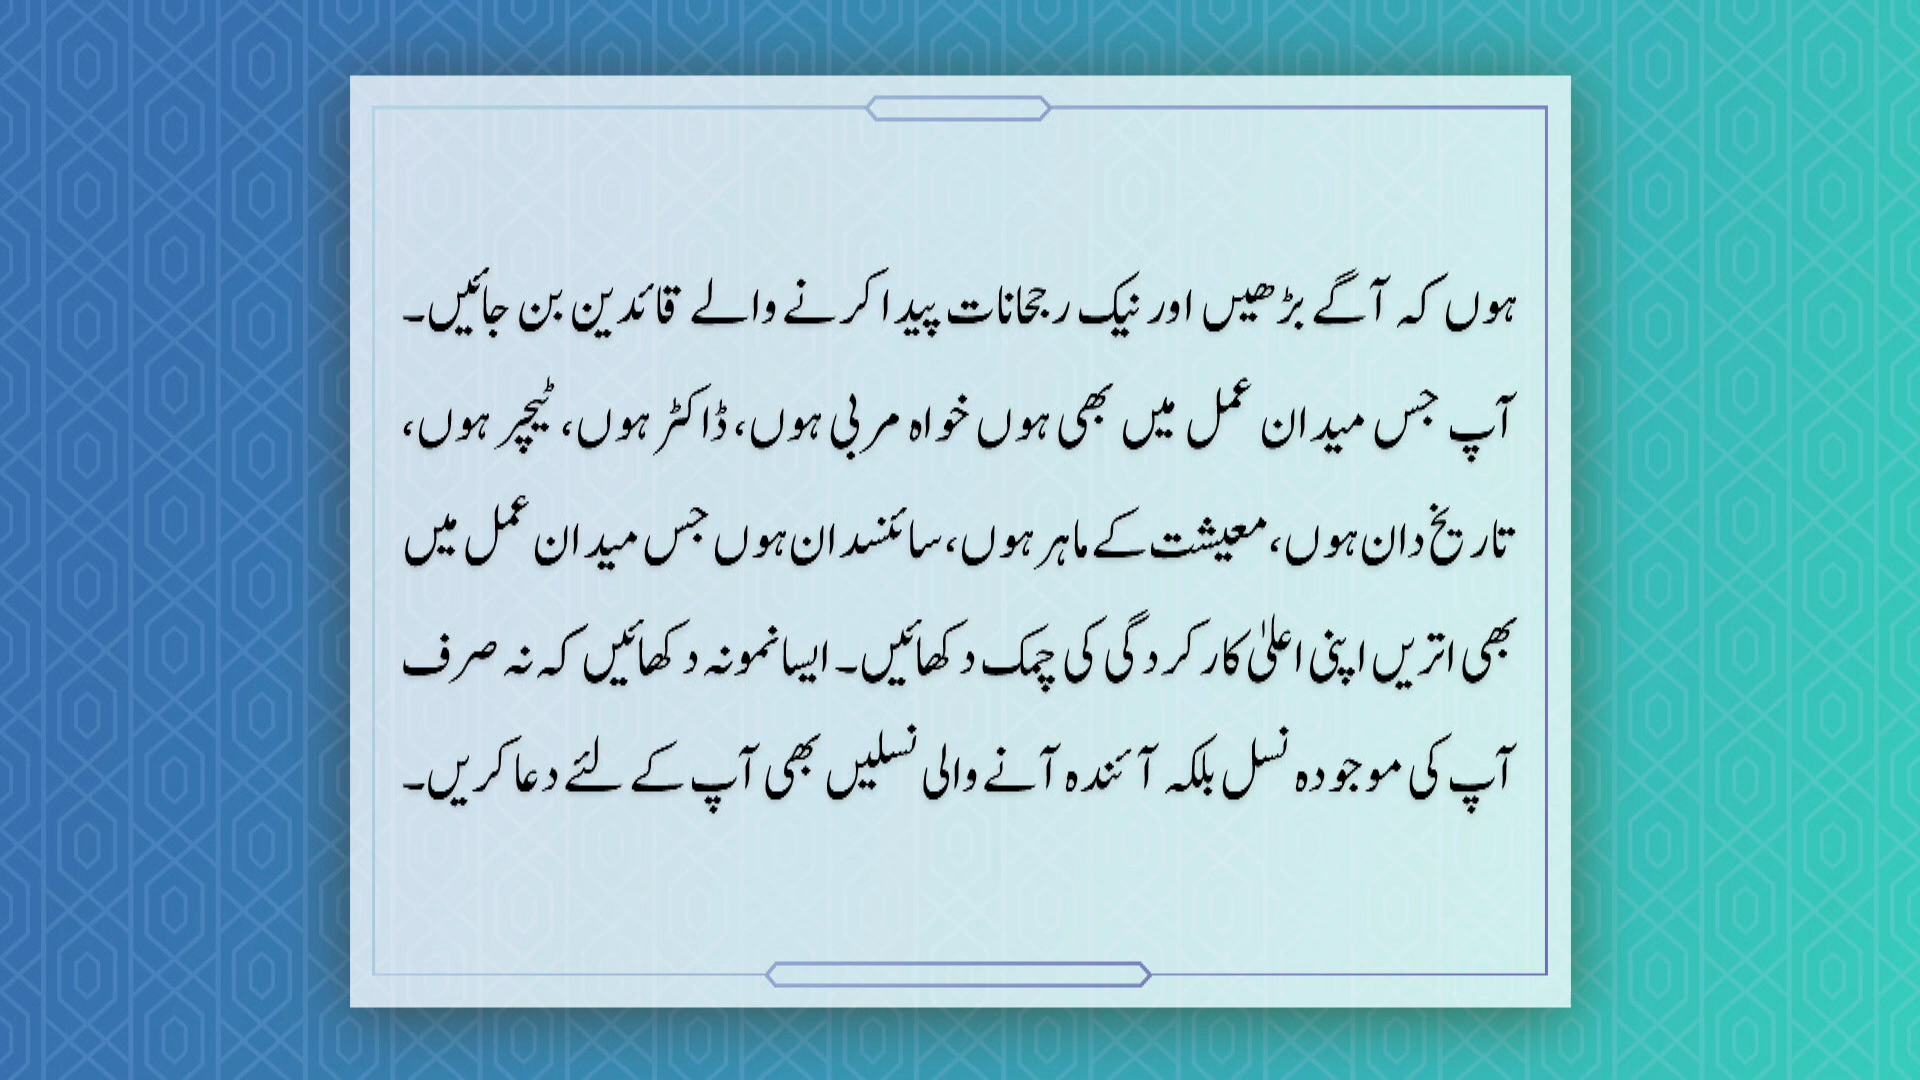 ہوں کہ آگے بڑھیں اور نیک رجحانات پیدا کرنے والے قائدین بن جائیں۔
آپ جس میدان عمل میں بھی ہوں خواہ مربی ہوں، ڈاکٹر ہوں، ٹیچر ہوں،
تاریخ دان ہوں، معیشت کے ماہر ہوں، سائنسدان ہوں جس میدان عمل میں
بھی اتریں اپنی اعلیٰ کارکردگی کی چمک دکھائیں۔ ایسا نمونہ دکھائیں کہ نہ صرف
آپ کی موجودہ نسل بلکہ آئندہ آنے والی نسلیں بھی آپ کے لئے دعا کریں۔